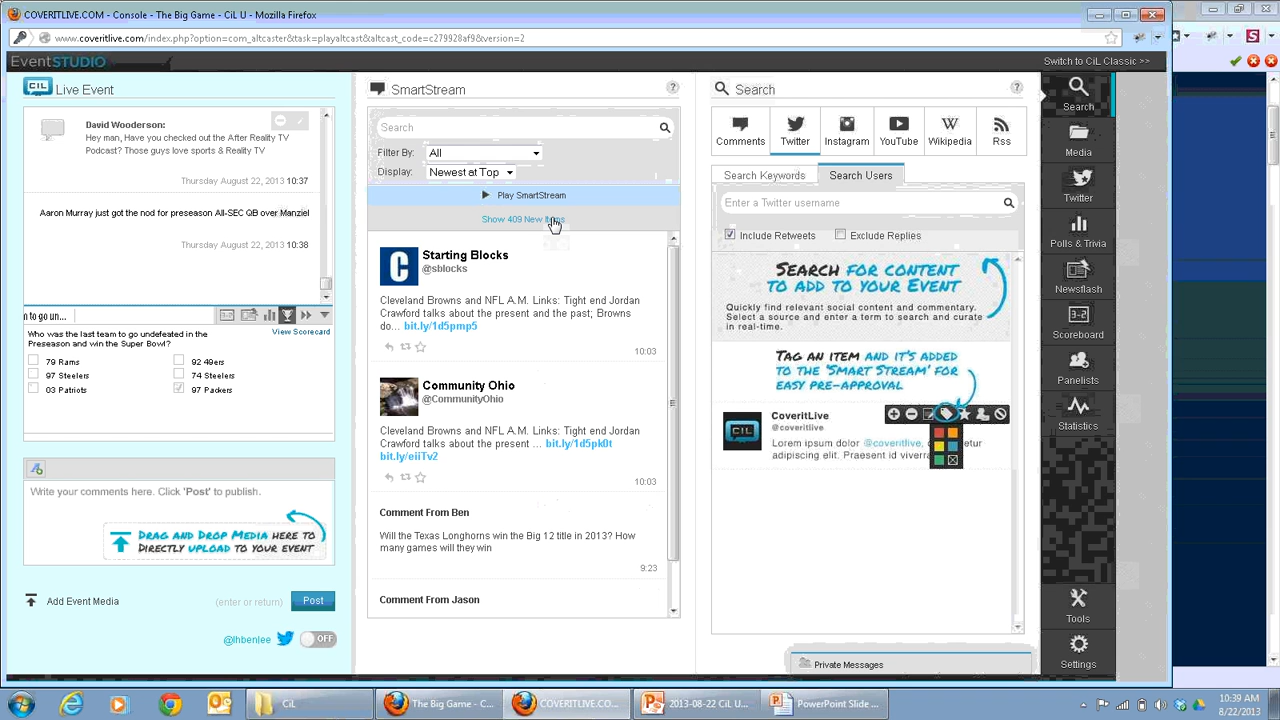 COVERITLIVE.COM - Console - The Big Game - CiL U - Mozilla Firefox
www.coveritlive.com/index.php?option=com_altcaster&task=playaltcast&altcast_code=c279928af9&version=2
EventSTUDIO
Switch to CiL Classic >>
CiL Live Event
David Wooderson:
Hey man, Have you checked out the After Reality TV
Podcast? Those guys love sports & Reality TV
Thursday August 22, 2013 10:37
Aaron Murray just got the nod for preseason All-SEC QB over Manziel
Thursday August 22, 2013 10:38
n to go un...
Who was the last team to go undefeated in the
Preseason and win the Super Bowl?
View Scorecard
79 Rams
92 49ers
97 Steelers
74 Steelers
03 Patriots
97 Packers
Write your comments here. Click 'Post' to publish.
DRAG AND DROP MEDIA HERE TO
DIRECTLY UPLOAD TO YOUR EVENT
Add Event Media
(enter or return)
Post
@lhbenlee
OFF
SmartStream
?
Search
Filter By:
All
Display:
Newest at Top
Play SmartStream
Show 409 New Items
Starting Blocks
@sblocks
Cleveland Browns and NFL A.M. Links: Tight end Jordan
Crawford talks about the present and the past; Browns
do... bit.ly/1d5pmp5
10:03
Community Ohio
@CommunityOhio
Cleveland Browns and NFL A.M. Links: Tight end Jordan
Crawford talks about the present ... bit.ly/1d5pk0t
bit.ly/eiiTv2
10:03
Comment From Ben
Will the Texas Longhorns win the Big 12 title in 2013? How
many games will they win
9:23
Comment From Jason
Search
?
Comments
Twitter
Instagram
YouTube
Wikipedia
Rss
Search Keywords
Search Users
Enter a Twitter username
Include Retweets
Exclude Replies
SEARCH FOR CONTENT
TO ADD TO YOUR EVENT
Quickly find relevant social content and commentary.
Select a source and enter a term to search and curate
in real-time.
TAG AN ITEM AND IT'S ADDED
TO THE 'SMART STREAM' FOR
EASY PRE-APPROVAL
CiL
CoveritLive
@coveritlive
Lorem ipsum dolor @coveritlive, consectetur
adipiscing elit. Praesent id viverra
Private Messages
Search
Media
Twitter
Polls & Trivia
Newsflash
3-2
Scoreboard
Panelists
Statistics
Tools
Settings
CiL
The Big Game - C...
COVERITLIVE.CO...
2013-08-22 CiL U...
PowerPoint Slide ...
10:39 AM
8/22/2013